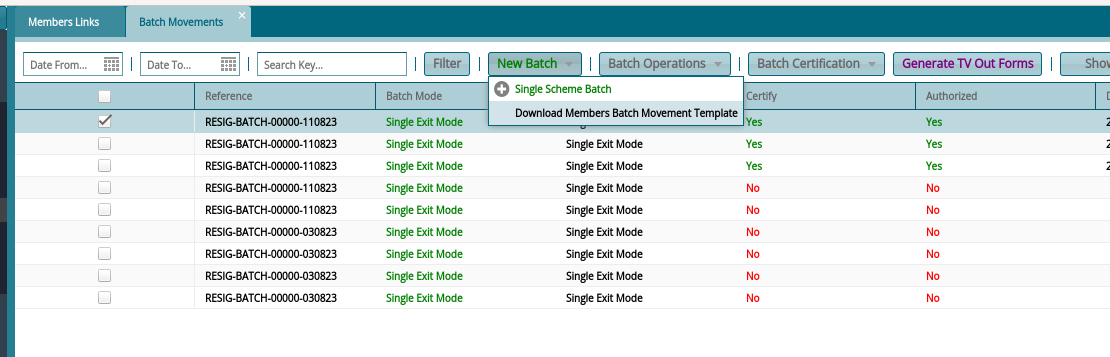 Members Links
Batch Movements
Date From...
Date To...
Search Key...
Filter
New Batch
Batch Operations
Batch Certification
Generate TV Out Forms
Show
Single Scheme Batch
Download Members Batch Movement Template
Reference
Batch Mode
Certify
Authorized
RESIG-BATCH-00000-110823 Single Exit Mode Yes Yes 2
RESIG-BATCH-00000-110823 Single Exit Mode Single Exit Mode Yes Yes 2
RESIG-BATCH-00000-110823 Single Exit Mode Single Exit Mode Yes Yes 2
RESIG-BATCH-00000-110823 Single Exit Mode Single Exit Mode No No
RESIG-BATCH-00000-110823 Single Exit Mode Single Exit Mode No No
RESIG-BATCH-00000-030823 Single Exit Mode Single Exit Mode No No
RESIG-BATCH-00000-030823 Single Exit Mode Single Exit Mode No No
RESIG-BATCH-00000-030823 Single Exit Mode Single Exit Mode No No
RESIG-BATCH-00000-030823 Single Exit Mode Single Exit Mode No No